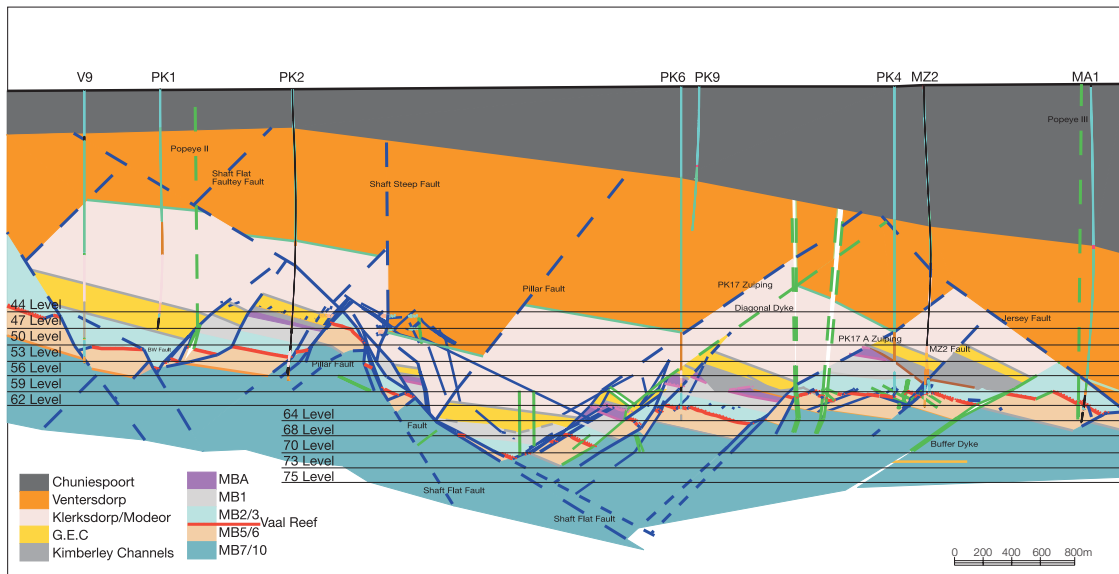 V9 PK1 PK2 PK6 PK9 PK4 MZ2 MA1
Popeye III
Popeye II
Shaft Flat
Faultey Fault
Shaft Steep Fault
Pillar Fault
PK17 Zulping
Diagonal Dyke
Jersey Fault
PK17 A Zulping
MZ2 Fault
BW Fault
Pillar Fault
44 Level
47 Level
50 Level
53 Level
56 Level
59 Level
62 Level
64 Level
68 Level
70 Level
73 Level
75 Level
Fault
Buffer Dyke
Shaft Flat Fault
Shaft Flat Fault
Chuniespoort
Ventersdorp
Klerksdorp/Modeor
G.E.C
Kimberley Channels
MBA
MB1
MB2/3
Vaal Reef
MB5/6
MB7/10
0 200 400 600 800m